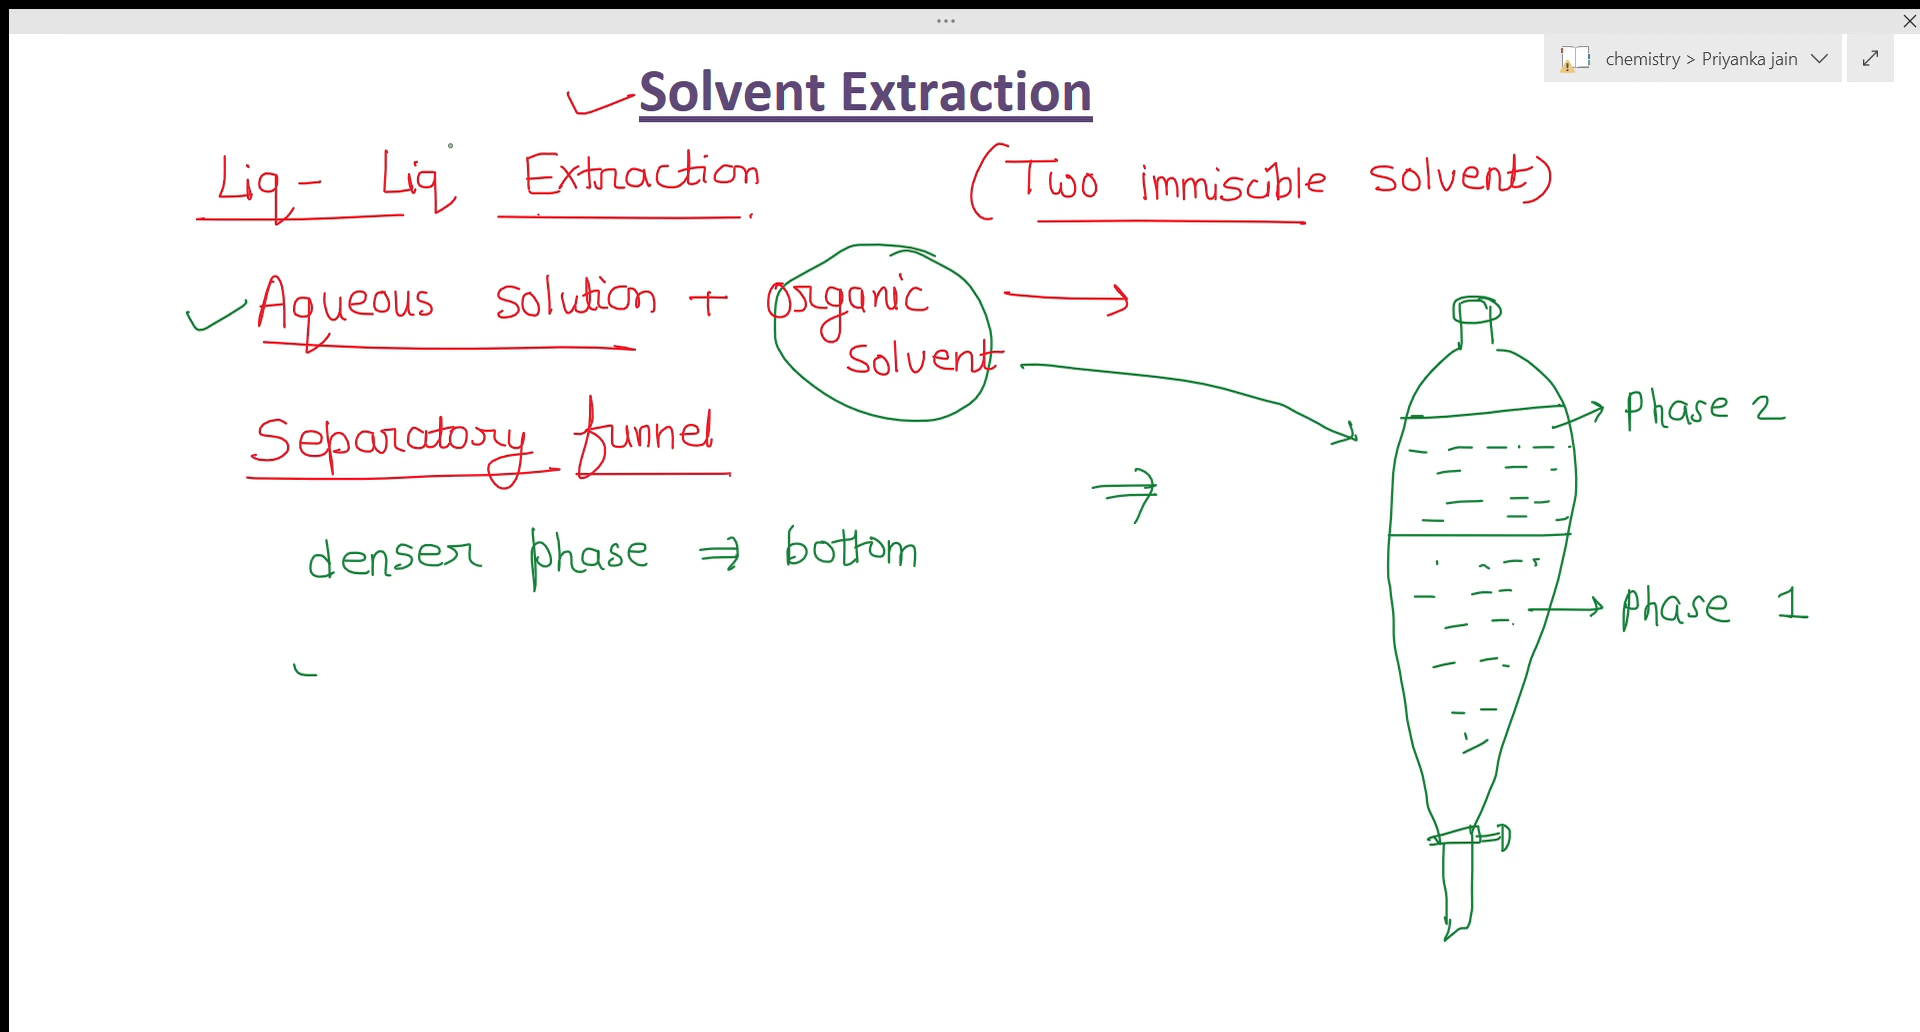 chemistry > Priyanka jain
Solvent Extraction
Liq - Liq Extraction (Two immiscible solvent)
Aqueous solution + Organic →
solvent
Separatory funnel
Phase 2
⇒
denser phase ⇒ bottom
phase 1